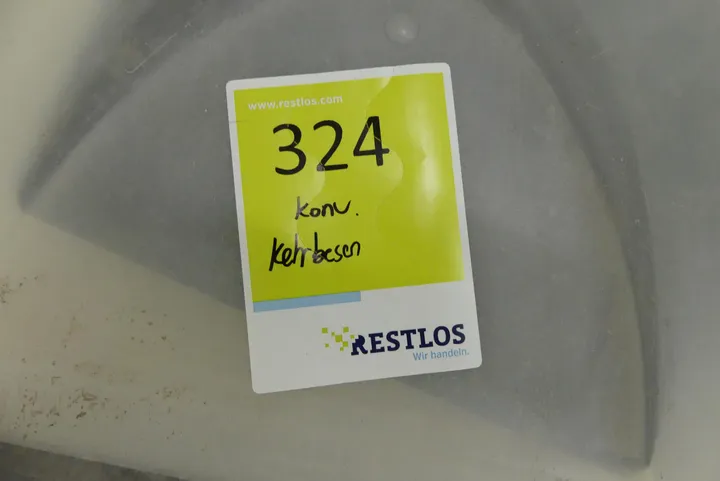 www.restlos.com
324
Konv.
Kehrbesen
RESTLOS
Wir handeln.